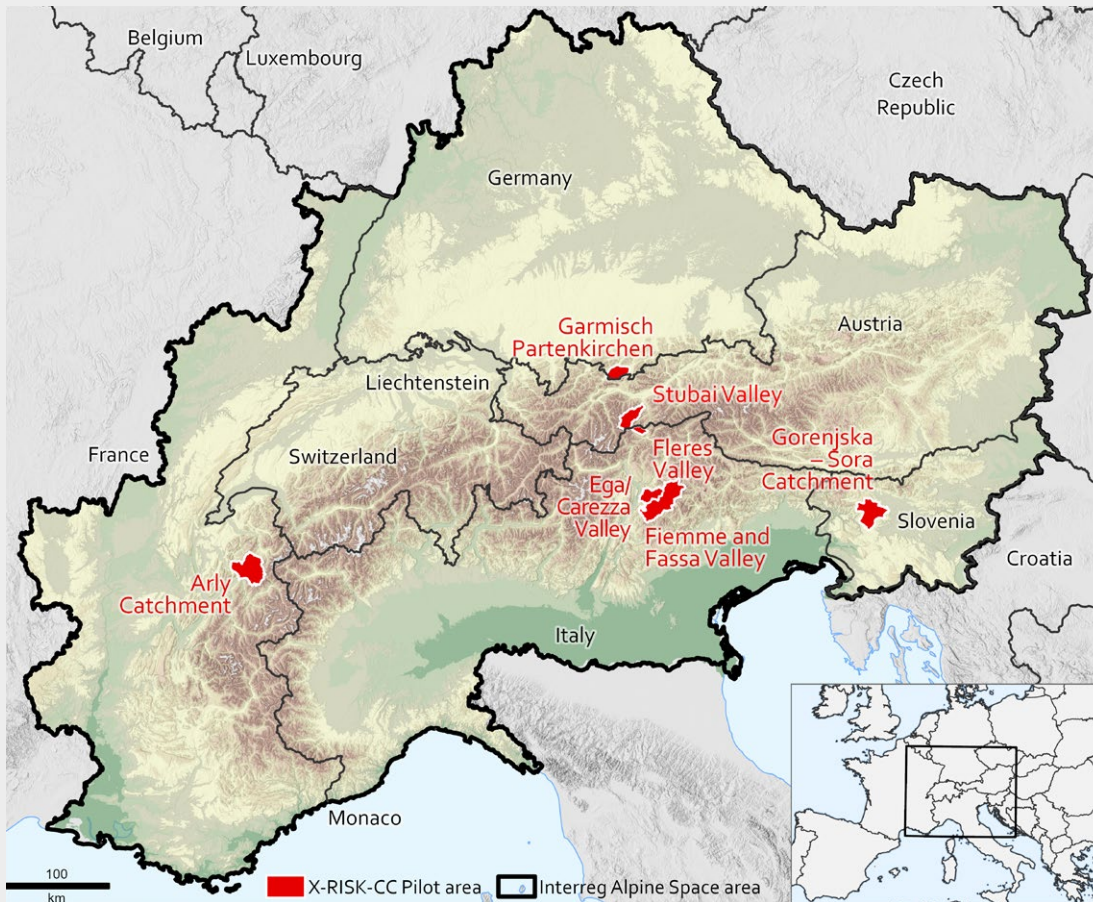 Belgium
Luxembourg
Czech
Republic
Germany
Garmisch
Partenkirchen
Austria
Liechtenstein
Stubai Valley
France
Switzerland
Fleres
Valley
Gorenjska
– Sora
Catchment
Ega/
Carezza
Valley
Slovenia
Fiemme and
Fassa Valley
Croatia
Arly
Catchment
Italy
Monaco
100
km
X-RISK-CC Pilot area
Interreg Alpine Space area